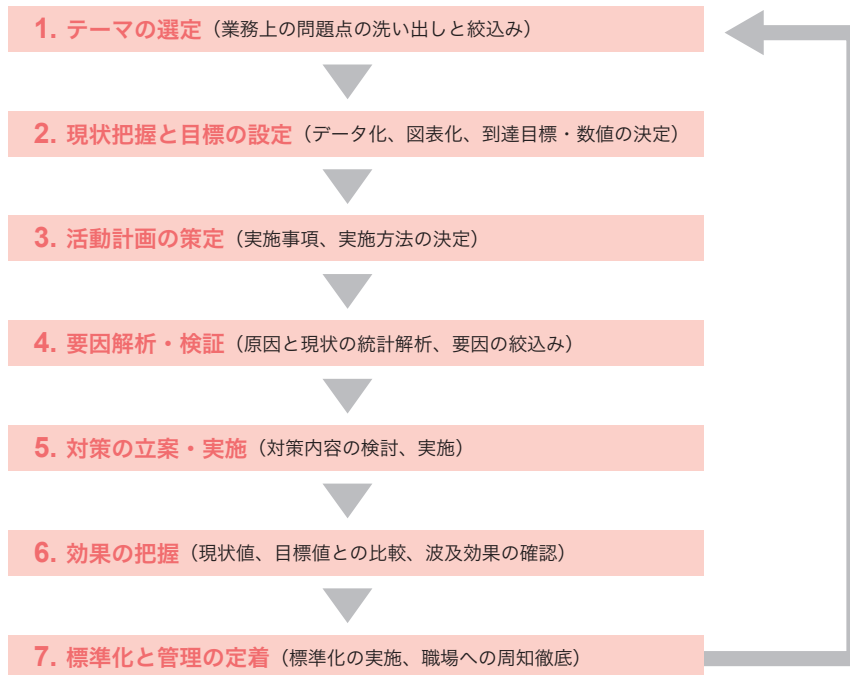 1. テーマの選定（業務上の問題点の洗い出しと絞込み）
2. 現状把握と目標の設定（データ化、図表化、到達目標・数値の決定）
3. 活動計画の策定（実施事項、実施方法の決定）
4. 要因解析・検証（原因と現状の統計解析、要因の絞込み）
5. 対策の立案・実施（対策内容の検討、実施）
6. 効果の把握（現状値、目標値との比較、波及効果の確認）
7. 標準化と管理の定着（標準化の実施、職場への周知徹底）